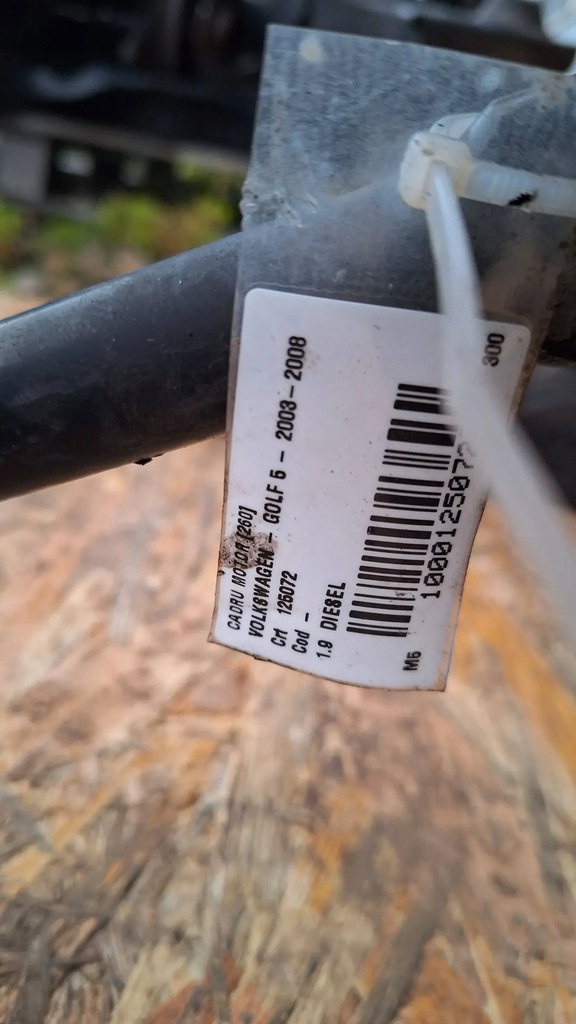 CADRU MOTOR [260]
VOLKSWAGEN - GOLF 5 - 2003-2008
Crt 125072
Cod -
1.9 DIESEL
M5
300